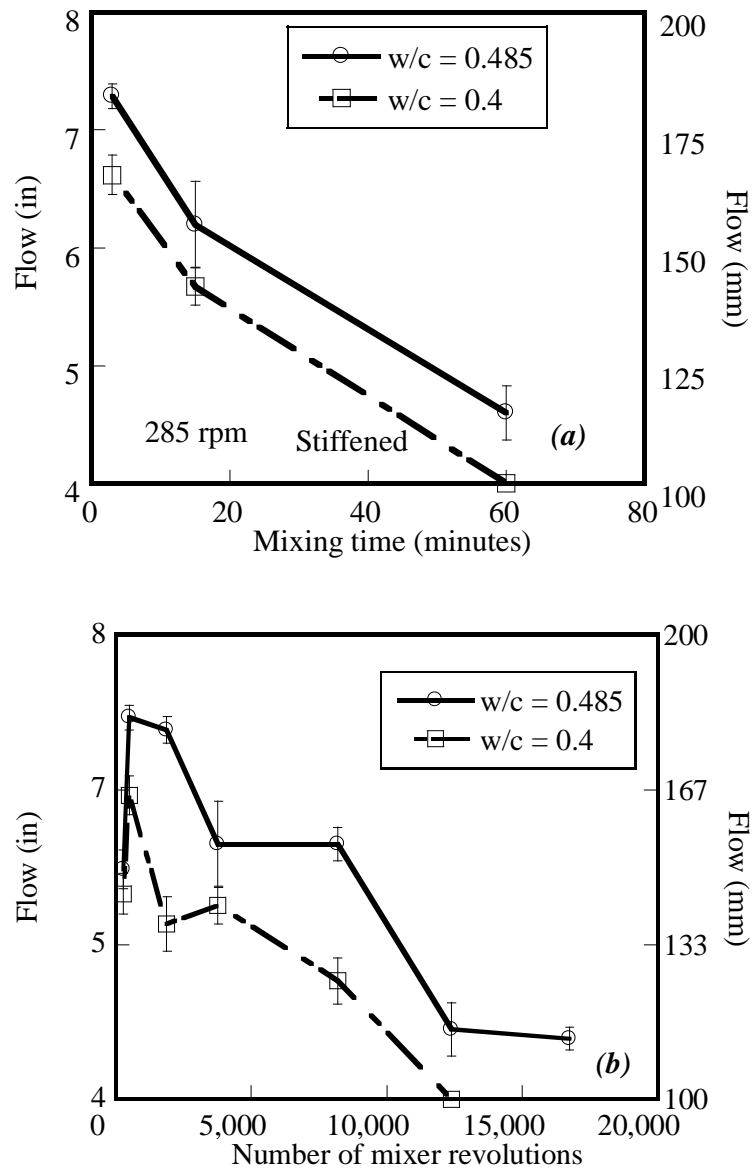 8
200
w/c = 0.485
w/c = 0.4
7
175
Flow (in)
Flow (mm)
6
150
5
125
285 rpm
Stiffened
(a)
4
100
0
20
40
60
80
Mixing time (minutes)
8
200
w/c = 0.485
w/c = 0.4
7
167
Flow (in)
Flow (mm)
5
133
(b)
4
100
0
5,000
10,000
15,000
20,000
Number of mixer revolutions